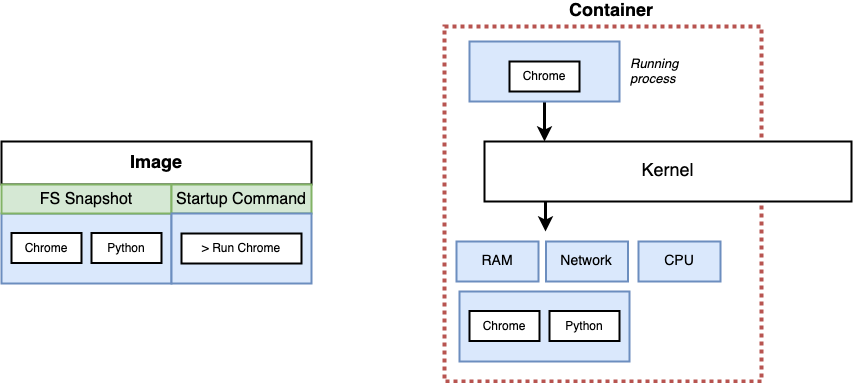 Image
FS Snapshot
Startup Command
Chrome
Python
> Run Chrome
Container
Chrome
Running
process
Kernel
RAM
Network
CPU
Chrome
Python